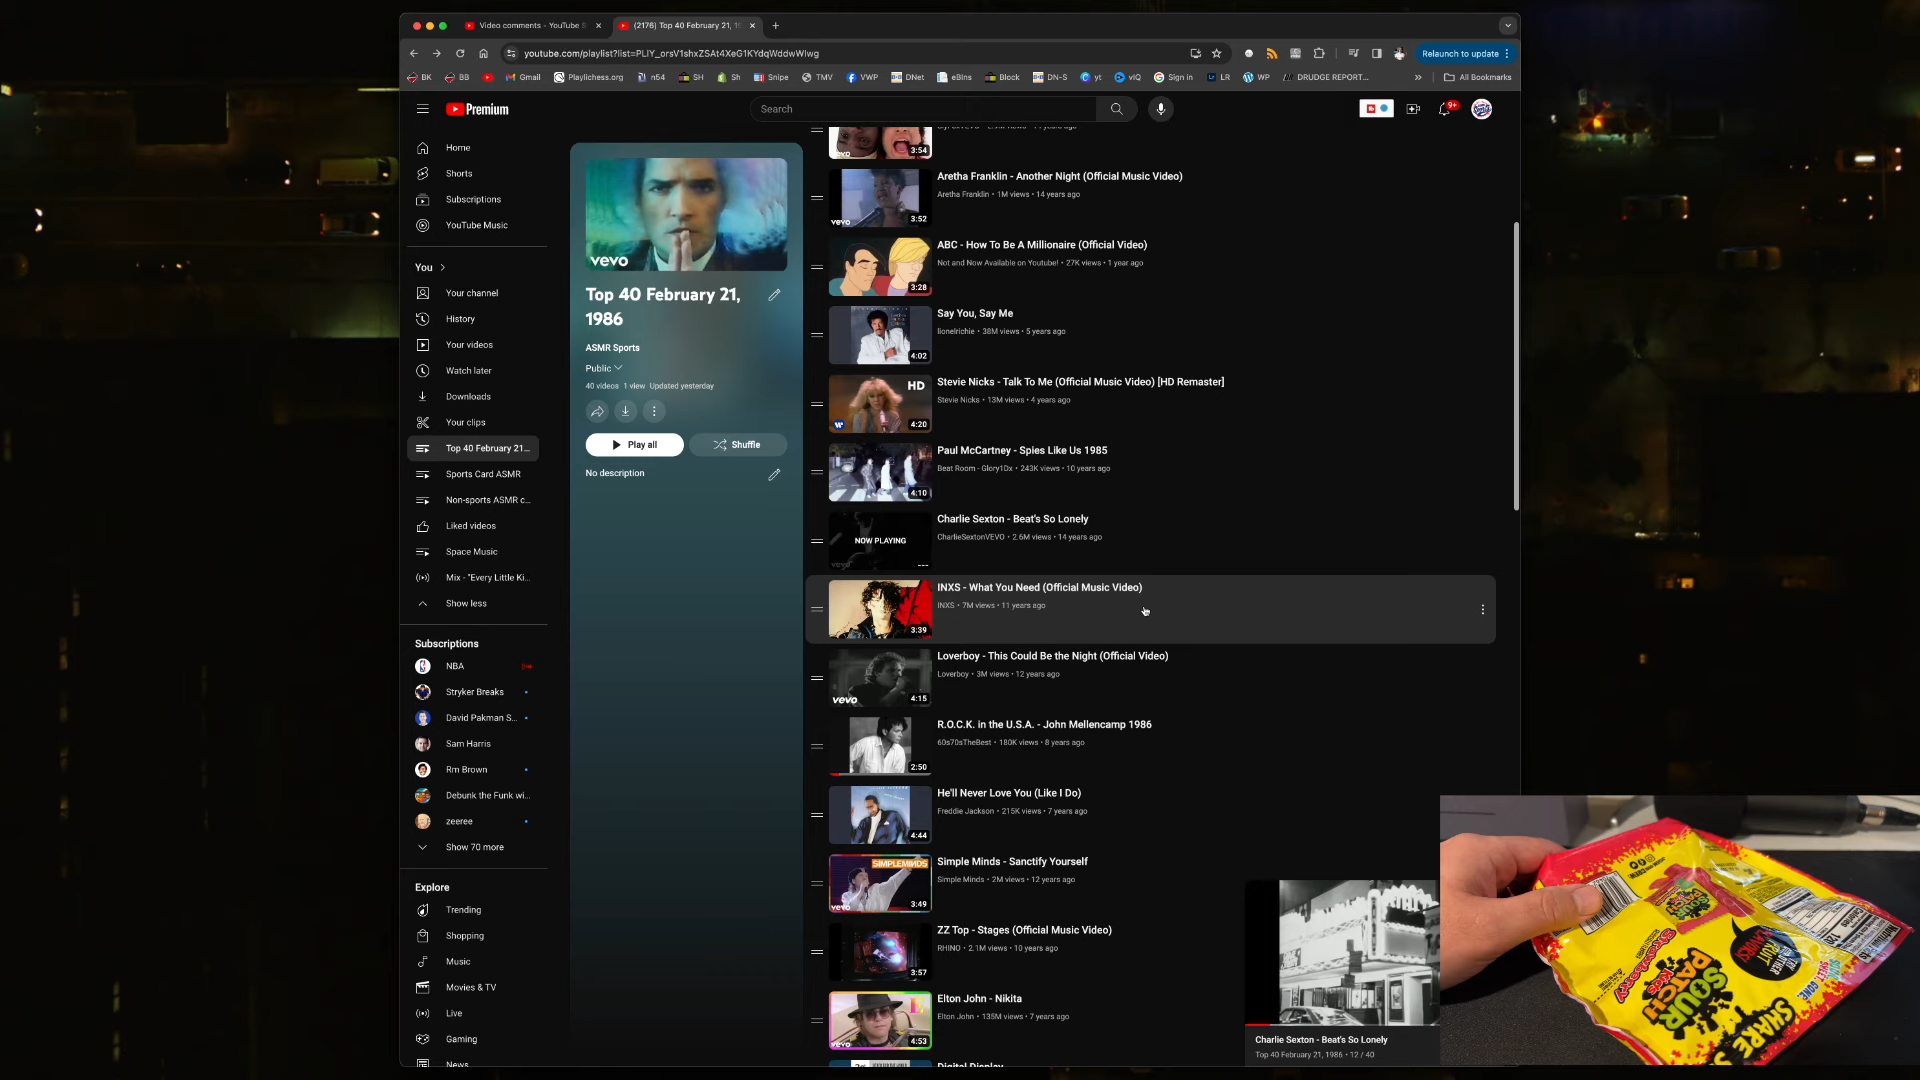 Video comments - YouTube S
(2176) Top 40 February 21, 19
youtube.com/playlist?list=PLIY_orsV1shxZSAt4XeG1KYdqWddwWIwg
Relaunch to update
BK
BB
Gmail
Playlichess.org
n64
SH
Sh
Snipe
TMV
VWP
DNet
eBins
Block
DN-S
yt
vIQ
Sign in
LR
WP
DRUDGE REPORT...
All Bookmarks
Premium
Search
9+
Home
Shorts
Subscriptions
YouTube Music
You
Your channel
History
Your videos
Watch later
Downloads
Your clips
Top 40 February 21...
Sports Card ASMR
Non-sports ASMR c...
Liked videos
Space Music
Mix - "Every Little Ki...
Show less
Subscriptions
NBA
Stryker Breaks
David Pakman S...
Sam Harris
Rm Brown
Debunk the Funk wi...
zeeree
Show 70 more
Explore
Trending
Shopping
Music
Movies & TV
Live
Gaming
News
vevo
Top 40 February 21,
1986
ASMR Sports
Public
40 videos 1 view Updated yesterday
Play all
Shuffle
No description
vevo
3:54
Aretha Franklin - Another Night (Official Music Video)
Aretha Franklin • 1M views • 14 years ago
vevo
3:52
ABC - How To Be A Millionaire (Official Video)
Not and Now Available on Youtube! • 27K views • 1 year ago
3:28
Say You, Say Me
lionelrichie • 38M views • 5 years ago
4:02
Stevie Nicks - Talk To Me (Official Music Video) [HD Remaster]
Stevie Nicks • 13M views • 4 years ago
HD
4:20
Paul McCartney - Spies Like Us 1985
Beat Room - Glory1Dx • 243K views • 10 years ago
4:10
Charlie Sexton - Beat's So Lonely
CharlieSextonVEVO • 2.6M views • 14 years ago
NOW PLAYING
INXS - What You Need (Official Music Video)
INXS • 7M views • 11 years ago
3:39
Loverboy - This Could Be the Night (Official Video)
Loverboy • 3M views • 12 years ago
vevo
4:15
R.O.C.K. in the U.S.A. - John Mellencamp 1986
60s70sTheBest • 180K views • 8 years ago
2:50
He'll Never Love You (Like I Do)
Freddie Jackson • 215K views • 7 years ago
4:44
Simple Minds - Sanctify Yourself
Simple Minds • 2M views • 12 years ago
SIMPLEMINDS
vevo
3:49
ZZ Top - Stages (Official Music Video)
RHINO • 2.1M views • 10 years ago
3:57
Elton John - Nikita
Elton John • 135M views • 7 years ago
vevo
4:53
Digital Display
Charlie Sexton - Beat's So Lonely
Top 40 February 21, 1986 • 12 / 40
SOUR
PATCH
Kids
Strawberry
SHARE S